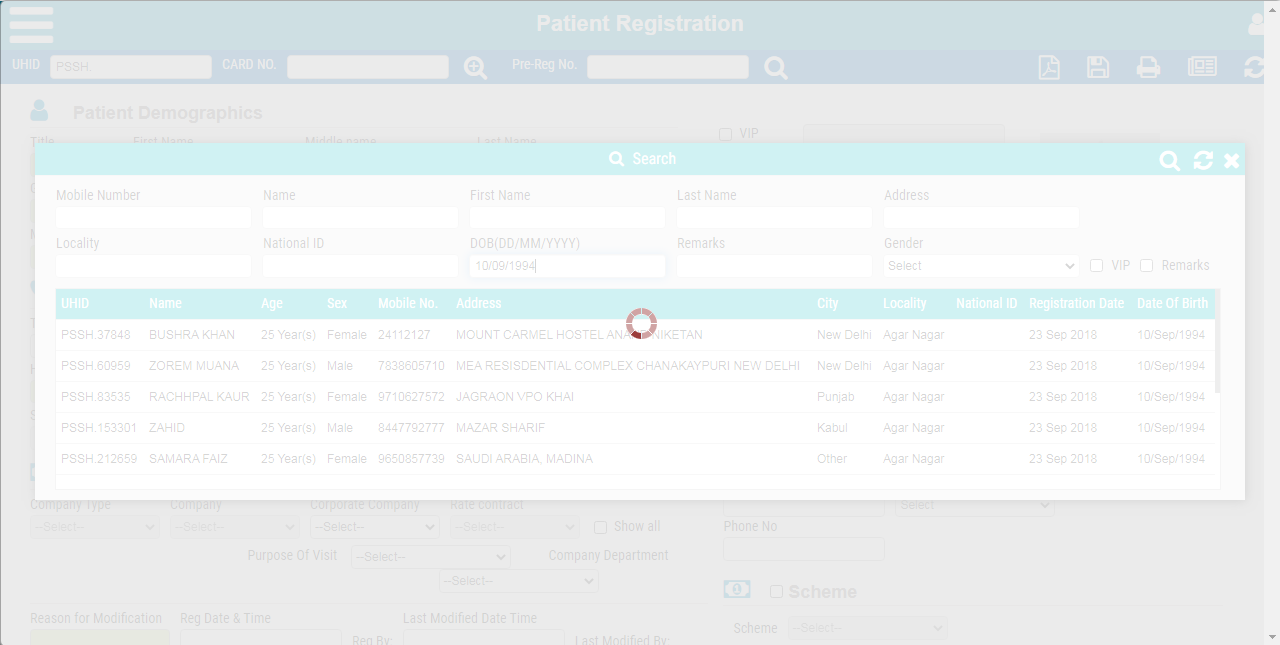 Patient Registration
UHID PSSH. CARD NO. Pre-Reg No.
Patient Demographics
Title First Name Middle name Last Name VIP
Search
Mobile Number Name First Name Last Name Address
Locality National ID DOB(DD/MM/YYYY) Remarks Gender
10/09/1994 Select VIP Remarks
UHID Name Age Sex Mobile No. Address City Locality National ID Registration Date Date Of Birth
PSSH.37848 BUSHRA KHAN 25 Year(s) Female 24112127 MOUNT CARMEL HOSTEL NIKETAN New Delhi Agar Nagar 23 Sep 2018 10/Sep/1994
PSSH.60959 ZOREM MUANA 25 Year(s) Male 7838605710 MEA RESISDENTIAL COMPLEX CHANAKAYPURI NEW DELHI New Delhi Agar Nagar 23 Sep 2018 10/Sep/1994
PSSH.83535 RACHHPAL KAUR 25 Year(s) Female 9710627572 JAGRAON VPO KHAI Punjab Agar Nagar 23 Sep 2018 10/Sep/1994
PSSH.153301 ZAHID 25 Year(s) Male 8447792777 MAZAR SHARIF Kabul Agar Nagar 23 Sep 2018 10/Sep/1994
PSSH.212659 SAMARA FAIZ 25 Year(s) Female 9650857739 SAUDI ARABIA, MADINA Other Agar Nagar 23 Sep 2018 10/Sep/1994
Company Type Company Corporate Company Rate contract
--Select-- --Select-- --Select-- --Select-- Show all
Select
Phone No
Purpose Of Visit --Select-- Company Department
--Select--
Scheme
Reason for Modification Reg Date & Time Last Modified Date Time
Scheme --Select--
Reg By: Last Modified By: